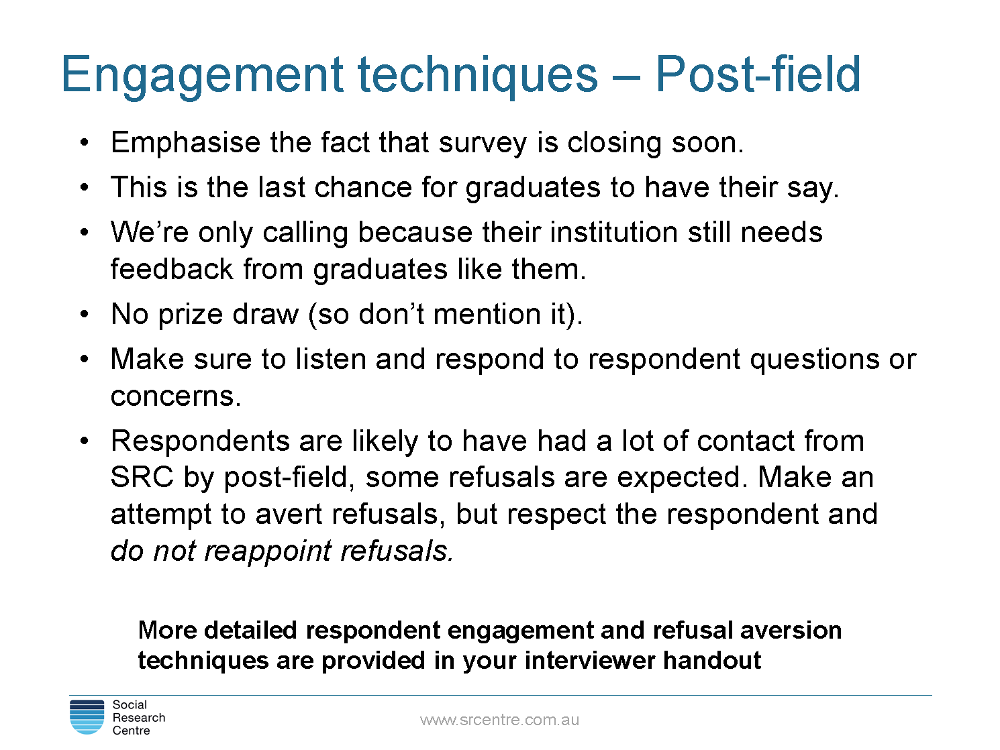 Engagement techniques – Post-field
• Emphasise the fact that survey is closing soon.
• This is the last chance for graduates to have their say.
• We’re only calling because their institution still needs
feedback from graduates like them.
• No prize draw (so don’t mention it).
• Make sure to listen and respond to respondent questions or
concerns.
• Respondents are likely to have had a lot of contact from
SRC by post-field, some refusals are expected. Make an
attempt to avert refusals, but respect the respondent and
do not reappoint refusals.
More detailed respondent engagement and refusal aversion
techniques are provided in your interviewer handout
Social
Research
Centre
www.srcentre.com.au